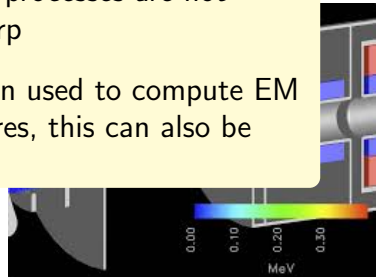 processes are not
rp
n used to compute EM
res, this can also be
0.00 0.10 0.20 0.30
MeV